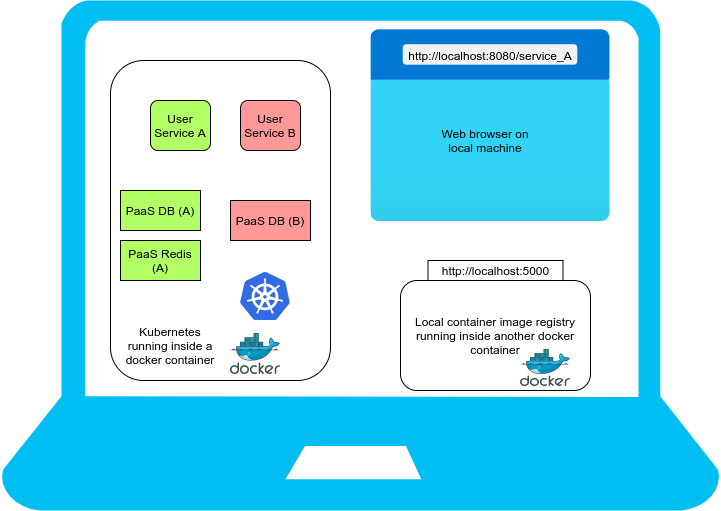 http://localhost:8080/service_A
Web browser on
local machine
User
Service A
User
Service B
PaaS DB (A)
PaaS DB (B)
PaaS Redis
(A)
Kubernetes
running inside a
docker container
docker
http://localhost:5000
Local container image registry
running inside another docker
container
docker